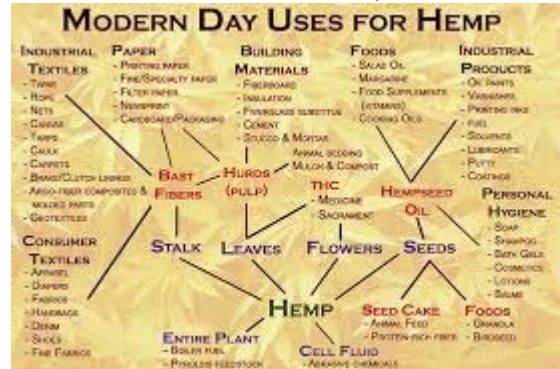 MODERN DAY USES FOR HEMP
INDUSTRIAL
TEXTILES
- TWINE
- ROPE
- NETS
- CANVAS
- TARPS
- CAULK
- CARPETS
- BRAKE/CLUTCH LININGS
- AGRO-FIBER COMPOSITES &
MOLDED PARTS
- GEOTEXTILES
PAPER
- PRINTING PAPER
- FINE/SPECIALTY PAPER
- FILTER PAPER
- NEWSPRINT
- CARDBOARD/PACKAGING
BUILDING
MATERIALS
- FIBERBOARD
- INSULATION
- FIBERGLASS
- CEMENT
- STUCCO & MORTAR
FOODS
- SALAD OIL
- MARGARINE
- FOOD SUPPLEMENTS
(VITAMINS)
- COOKING OILS
INDUSTRIAL
PRODUCTS
- OIL PAINTS
- VARNISHES
- PRINTING INKS
- FUEL
- SOLVENTS
- LUBRICANTS
- PUTTY
- COATINGS
BAST
FIBERS
HURDS
(PULP)
ANIMAL BEDDING
MULCH & COMPOST
THC
- MEDICINE
- SACRAMENT
HEMPSEED
OIL
PERSONAL
HYGIENE
- SOAP
- SHAMPOO
- BATH GELS
- COSMETICS
- LOTIONS
- BALMS
CONSUMER
TEXTILES
- APPAREL
- DIAPERS
- FABRICS
- HANDBAGS
- DENIM
- SHOES
- FINE FABRICS
STALK
LEAVES
FLOWERS
SEEDS
HEMP
ENTIRE PLANT
- BOILER FUEL
- PYROLISIS FEEDSTOCK
CELL FLUID
- ABRASIVE CHEMICALS
SEED CAKE
- ANIMAL FEED
- PROTEIN-RICH FIBER
FOODS
- GRANOLA
- BIRDSEED